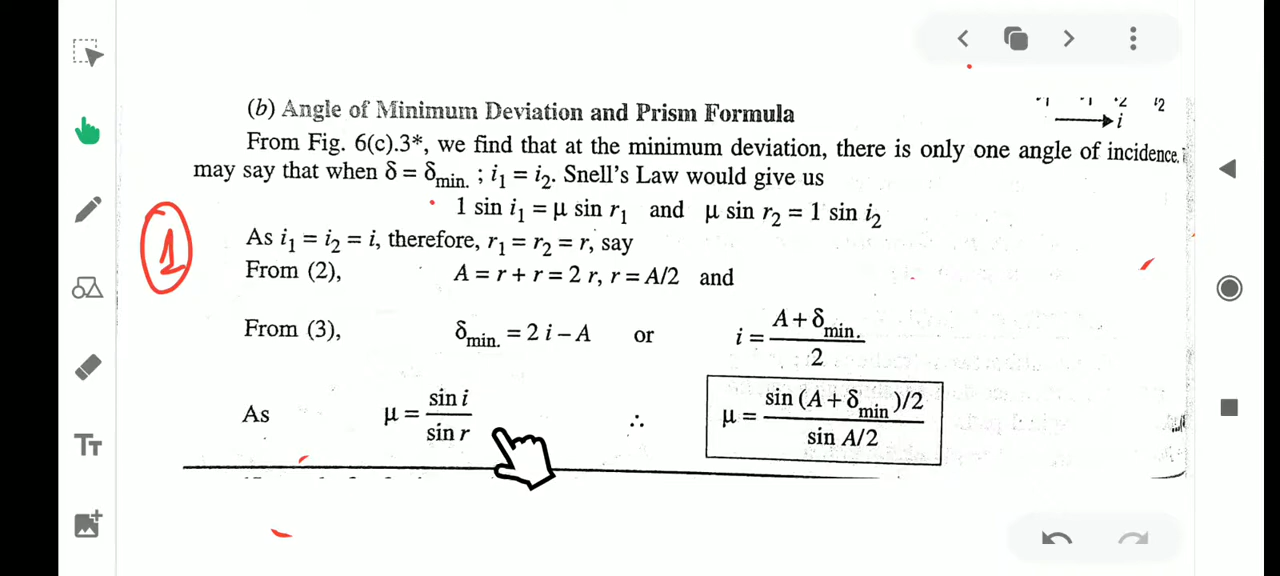 (b) Angle of Minimum Deviation and Prism Formula
i
From Fig. 6(c).3*, we find that at the minimum deviation, there is only one angle of incidence.
may say that when δ = δmin. ; i₁ = i₂. Snell's Law would give us
1 sin i₁ = μ sin r₁ and μ sin r₂ = 1 sin i₂
As i₁ = i₂ = i, therefore, r₁ = r₂ = r, say
From (2), A = r + r = 2 r, r = A/2 and
From (3), δmin. = 2 i – A or i = (A + δmin.)/2
As μ = sin i / sin r ∴ μ = sin (A + δmin)/2 / sin A/2
1
TT